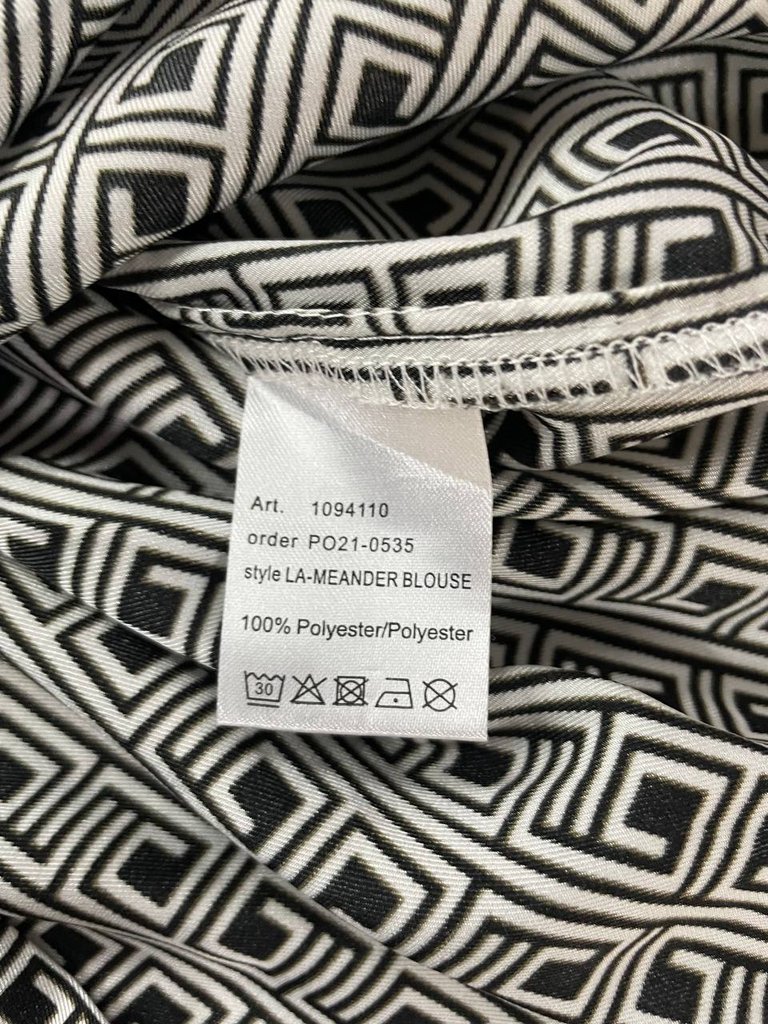 Art. 1094110
order PO21-0535
style LA-MEANDER BLOUSE
100% Polyester/Polyester
30